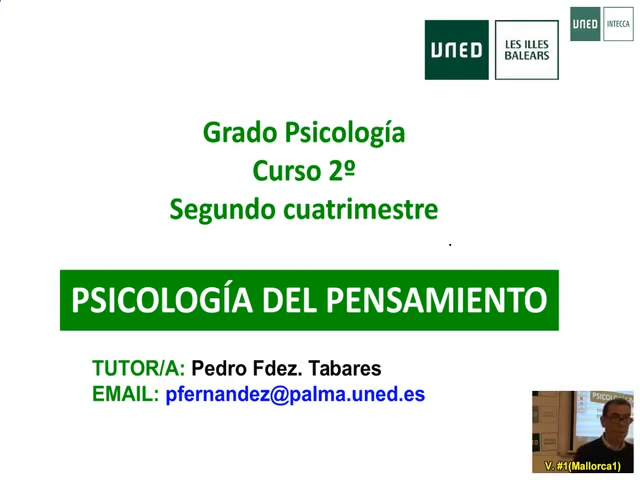 UNED
LES ILLES
BALEARS
UNED
INTECCA
Grado Psicología
Curso 2º
Segundo cuatrimestre
PSICOLOGÍA DEL PENSAMIENTO
TUTOR/A: Pedro Fdez. Tabares
EMAIL: pfernandez@palma.uned.es
V. #1(Mallorca1)